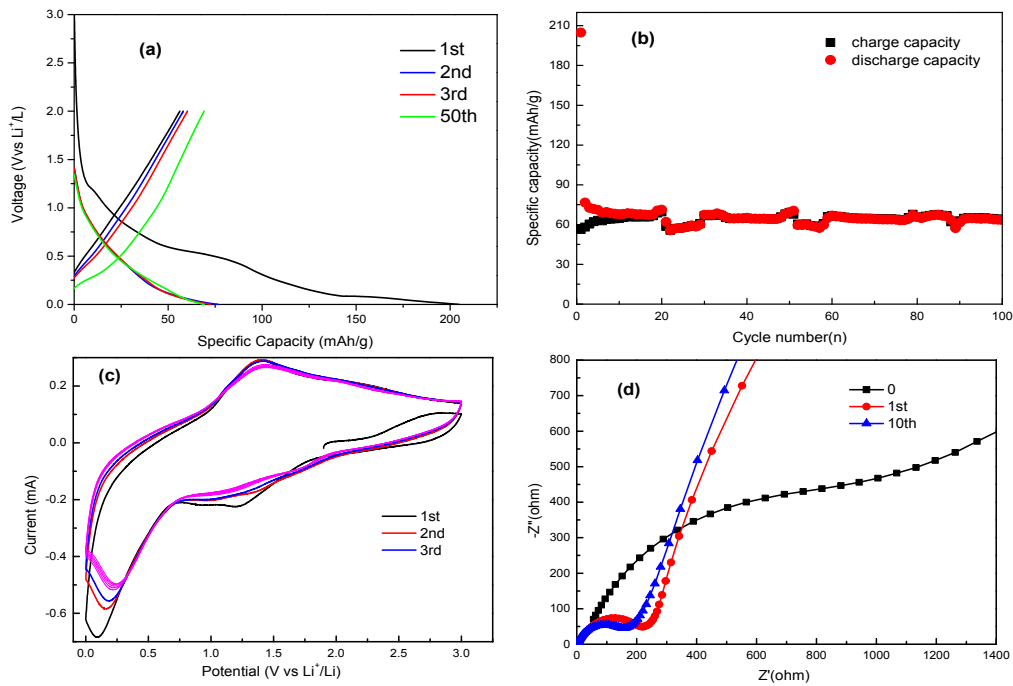 (a)
1st
2nd
3rd
50th
3.0
2.5
2.0
1.5
1.0
0.5
0.0
0 50 100 150 200
Voltage (Vvs Li⁺/L)
Specific Capacity (mAh/g)
(b)
charge capacity
discharge capacity
210
180
150
120
90
60
30
0
0 20 40 60 80 100
Specific capacity(mAh/g)
Cycle number(n)
(c)
1st
2nd
3rd
0.2
0.0
-0.2
-0.4
-0.6
0.0 0.5 1.0 1.5 2.0 2.5 3.0
Current (mA)
Potential (V vs Li⁺/Li)
(d)
0
1st
10th
800
700
600
500
400
300
200
100
0
0 200 400 600 800 1000 1200 1400
-Z"(ohm)
Z'(ohm)